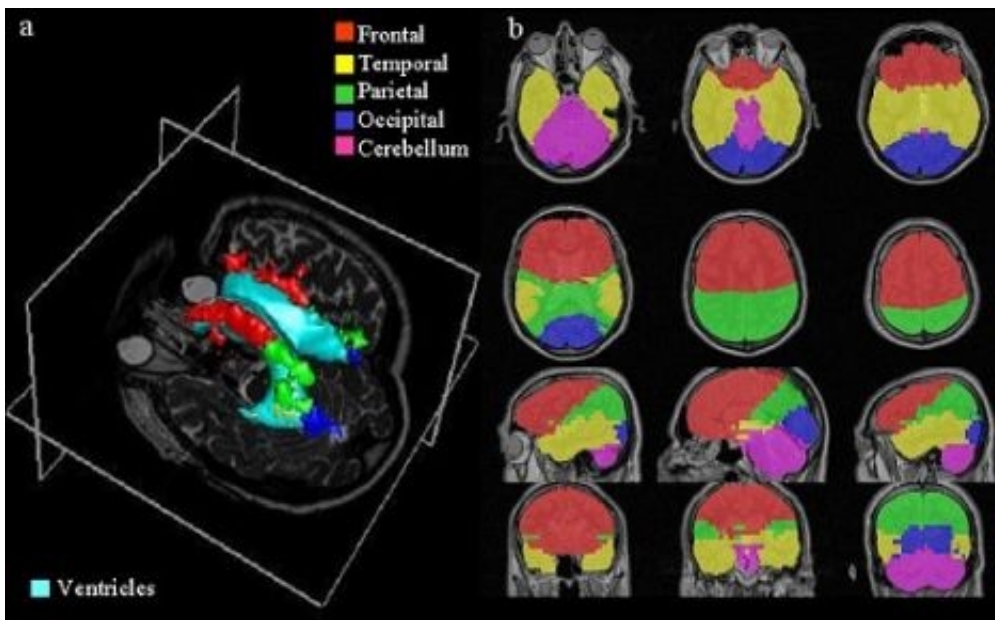 a
Frontal
Temporal
Parietal
Occipital
Cerebellum
Ventricles
b